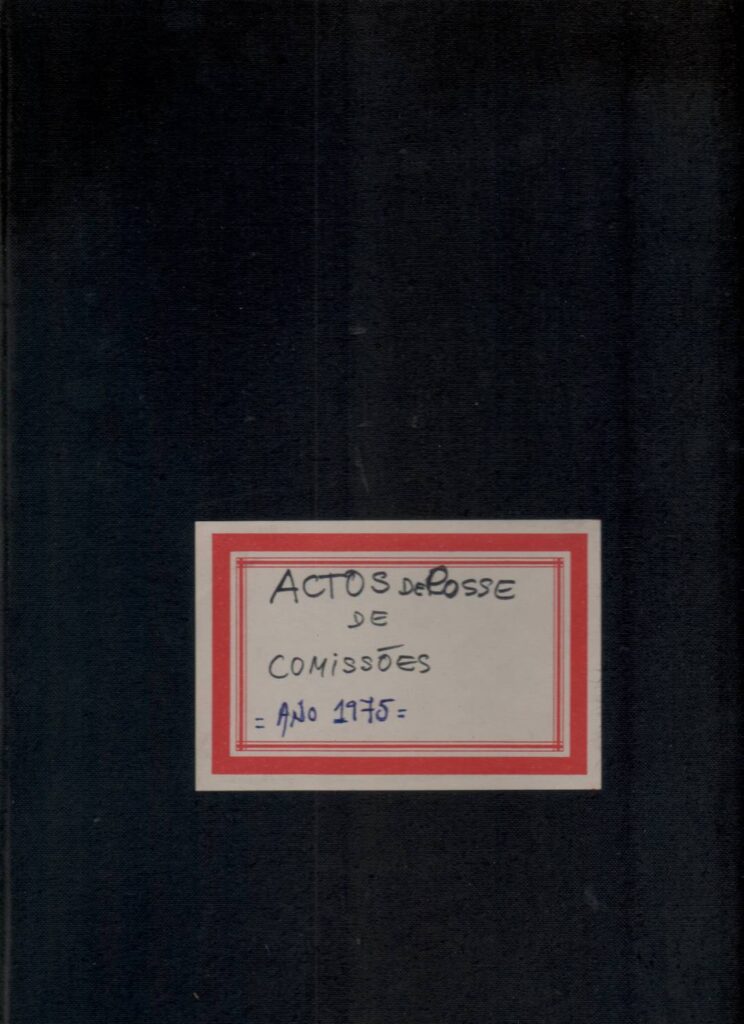 ACTOS De POSSE
DE
COMISSÕES
= ANO 1975 =